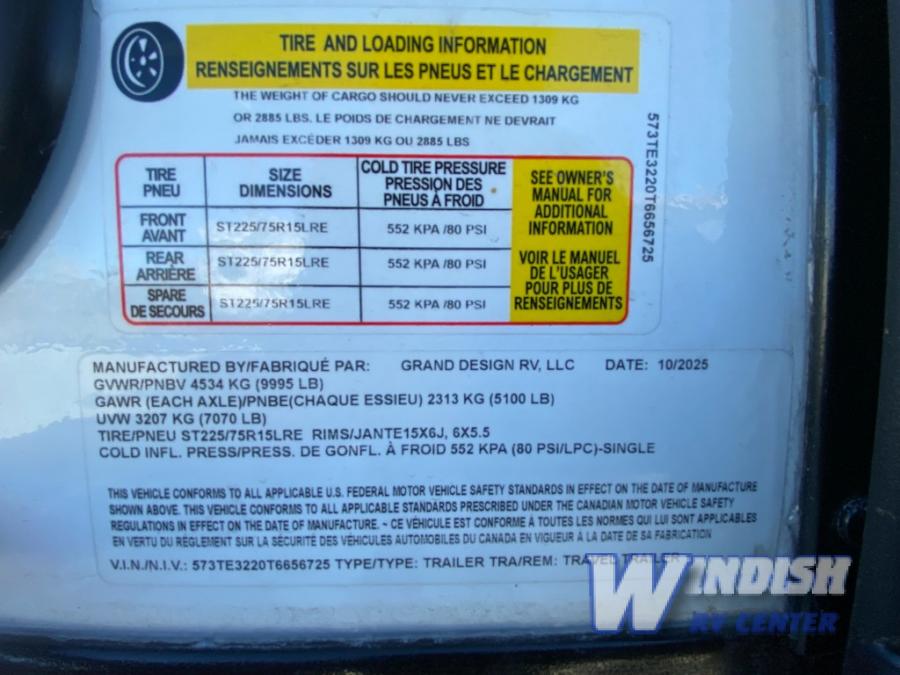 TIRE AND LOADING INFORMATION
RENSEIGNEMENTS SUR LES PNEUS ET LE CHARGEMENT
THE WEIGHT OF CARGO SHOULD NEVER EXCEED 1309 KG
OR 2885 LBS. LE POIDS DE CHARGEMENT NE DEVRAIT
JAMAIS EXCÉDER 1309 KG OU 2885 LBS
TIRE PNEU SIZE DIMENSIONS COLD TIRE PRESSURE PRESSION DES PNEUS À FROID
FRONT AVANT ST225/75R15LRE 552 KPA /80 PSI
REAR ARRIÈRE ST225/75R15LRE 552 KPA /80 PSI
SPARE DE SECOURS ST225/75R15LRE 552 KPA /80 PSI
SEE OWNER'S
MANUAL FOR
ADDITIONAL
INFORMATION
VOIR LE MANUEL
DE L'USAGER
POUR PLUS DE
RENSEIGNEMENTS
573TE3220T6656725
MANUFACTURED BY/FABRIQUÉ PAR: GRAND DESIGN RV, LLC DATE: 10/2025
GVWR/PNBV 4534 KG (9995 LB)
GAWR (EACH AXLE)/PNBE(CHAQUE ESSIEU) 2313 KG (5100 LB)
UVW 3207 KG (7070 LB)
TIRE/PNEU ST225/75R15LRE RIMS/JANTE15X6J, 6X5.5
COLD INFL. PRESS/PRESS. DE GONFL. À FROID 552 KPA (80 PSI/LPC)-SINGLE
THIS VEHICLE CONFORMS TO ALL APPLICABLE U.S. FEDERAL MOTOR VEHICLE SAFETY STANDARDS IN EFFECT ON THE DATE OF MANUFACTURE
SHOWN ABOVE. THIS VEHICLE CONFORMS TO ALL APPLICABLE STANDARDS PRESCRIBED UNDER THE CANADIAN MOTOR VEHICLE SAFETY
REGULATIONS IN EFFECT ON THE DATE OF MANUFACTURE. ~ CE VÉHICULE EST CONFORME À TOUTES LES NORMES QUI LUI SONT APPLICABLES
EN VERTU DU RÈGLEMENT SUR LA SÉCURITÉ DES VÉHICULES AUTOMOBILES DU CANADA EN VIGUEUR À LA DATE DE SA FABRICATION
V.I.N./N.I.V.: 573TE3220T6656725 TYPE/TYPE: TRAILER TRA/REM: TRAVEL TRAILER
WINDISH
RV CENTER